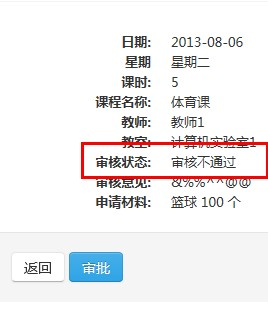 日期: 2013-08-06
星期 星期二
课时: 5
课程名称: 体育课
教师: 教师1
教室: 计算机实验室1
审核状态: 审核不通过
审核意见: &%%^^@@
申请材料: 篮球 100 个
返回 审批